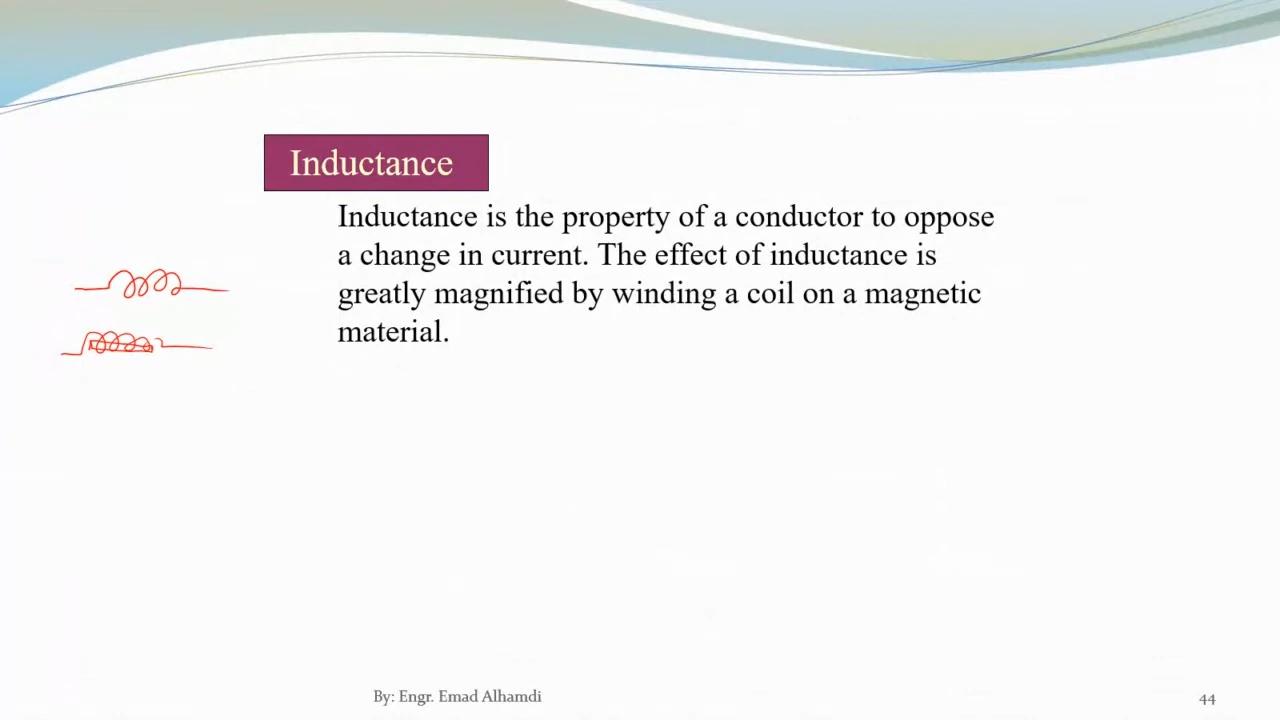 Inductance
Inductance is the property of a conductor to oppose
a change in current. The effect of inductance is
greatly magnified by winding a coil on a magnetic
material.
By: Engr. Emad Alhamdi
44